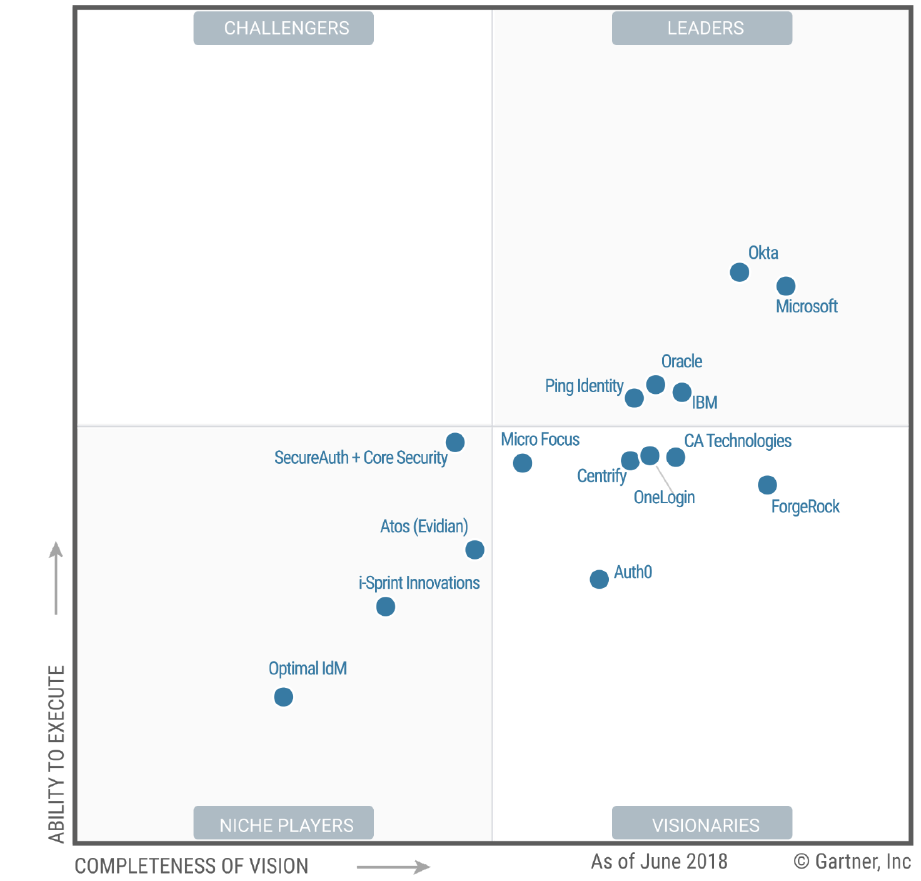 CHALLENGERS
LEADERS
Okta
Microsoft
Oracle
Ping Identity
IBM
Micro Focus
CA Technologies
SecureAuth + Core Security
Centrify
OneLogin
ForgeRock
Atos (Evidian)
Auth0
i-Sprint Innovations
Optimal IdM
ABILITY TO EXECUTE
NICHE PLAYERS
VISIONARIES
COMPLETENESS OF VISION
As of June 2018
© Gartner, Inc